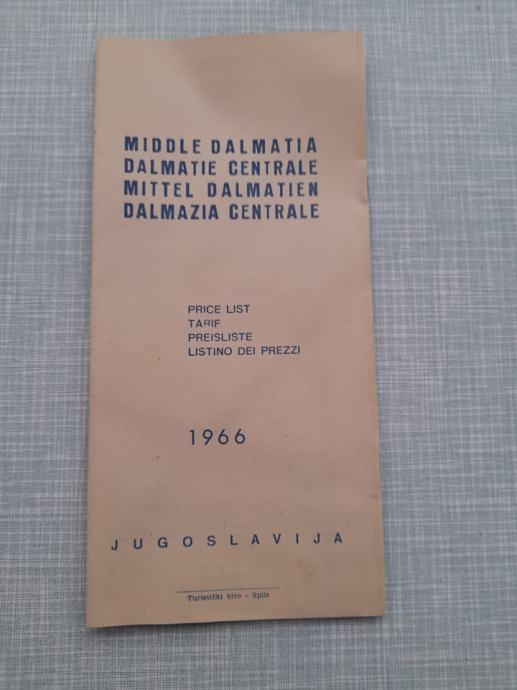 MIDDLE DALMATIA
DALMATIE CENTRALE
MITTEL DALMATIEN
DALMAZIA CENTRALE
PRICE LIST
TARIF
PREISLISTE
LISTINO DEI PREZZI
1966
JUGOSLAVIJA
Turistički biro - Split